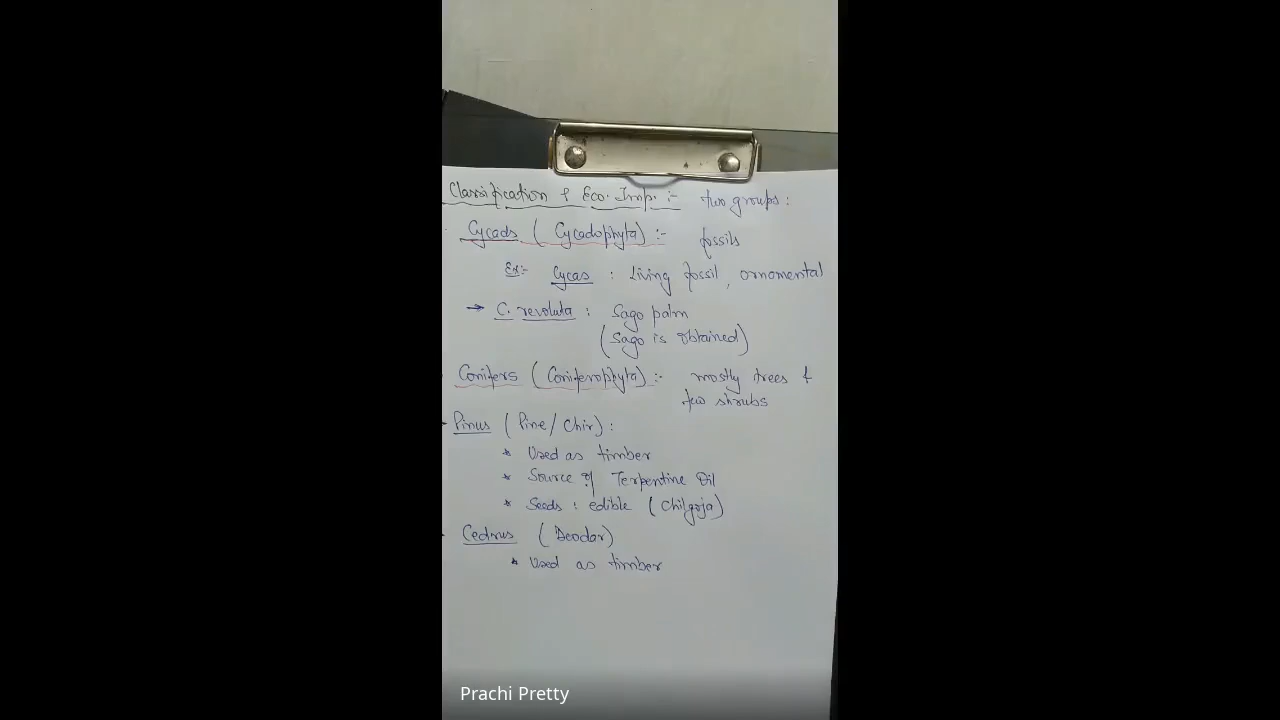 Classification & Eco. Imp. :- two groups :
Cycads ( Cycadophyta) :- fossils
Ex:- Cycas : Living fossil, ornomental
→ C. revoluta : Sago palm
(Sago is obtained)
Conifers ( Coniferophyta) :- mostly trees &
few shrubs
Pinus ( Pine/ Chir) :
* Used as timber
* Source of Terpentine Oil
* Seeds : edible ( Chilgoja)
Cedrus ( Deodar)
* Used as timber
Prachi Pretty